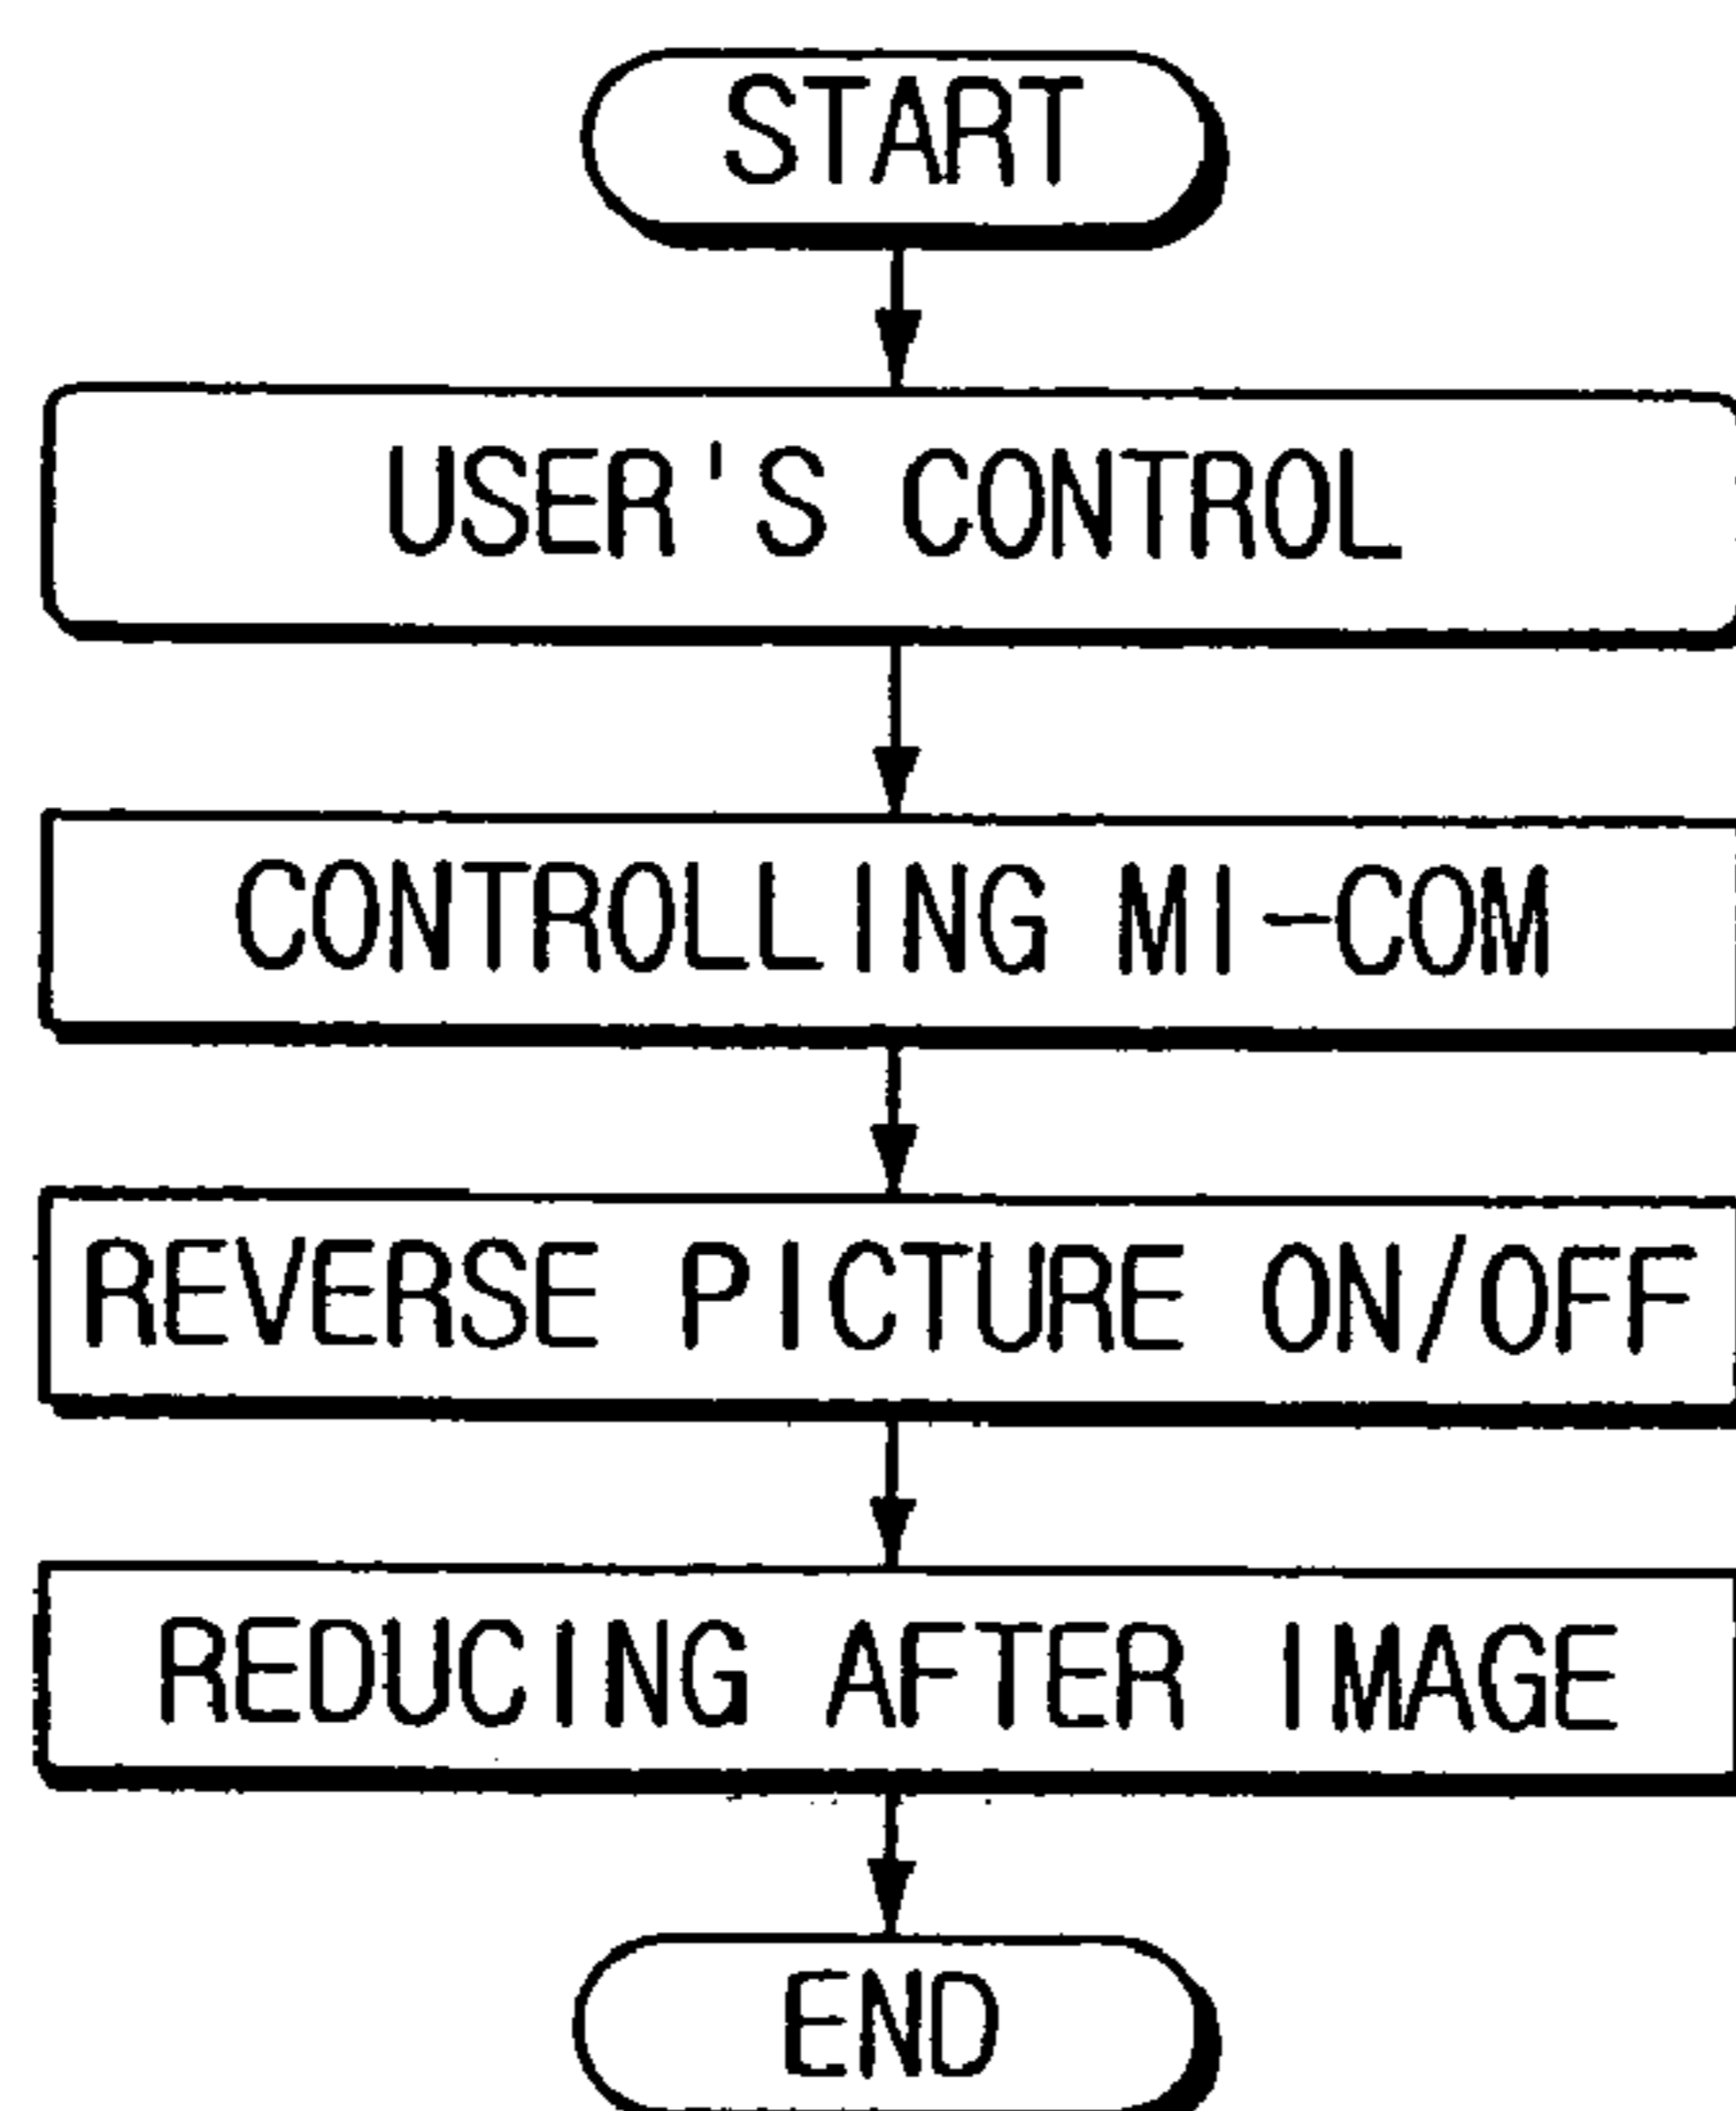 START
USER'S CONTROL
CONTROLLING MI-COM
REVERSE PICTURE ON/OFF
REDUCING AFTER IMAGE
END